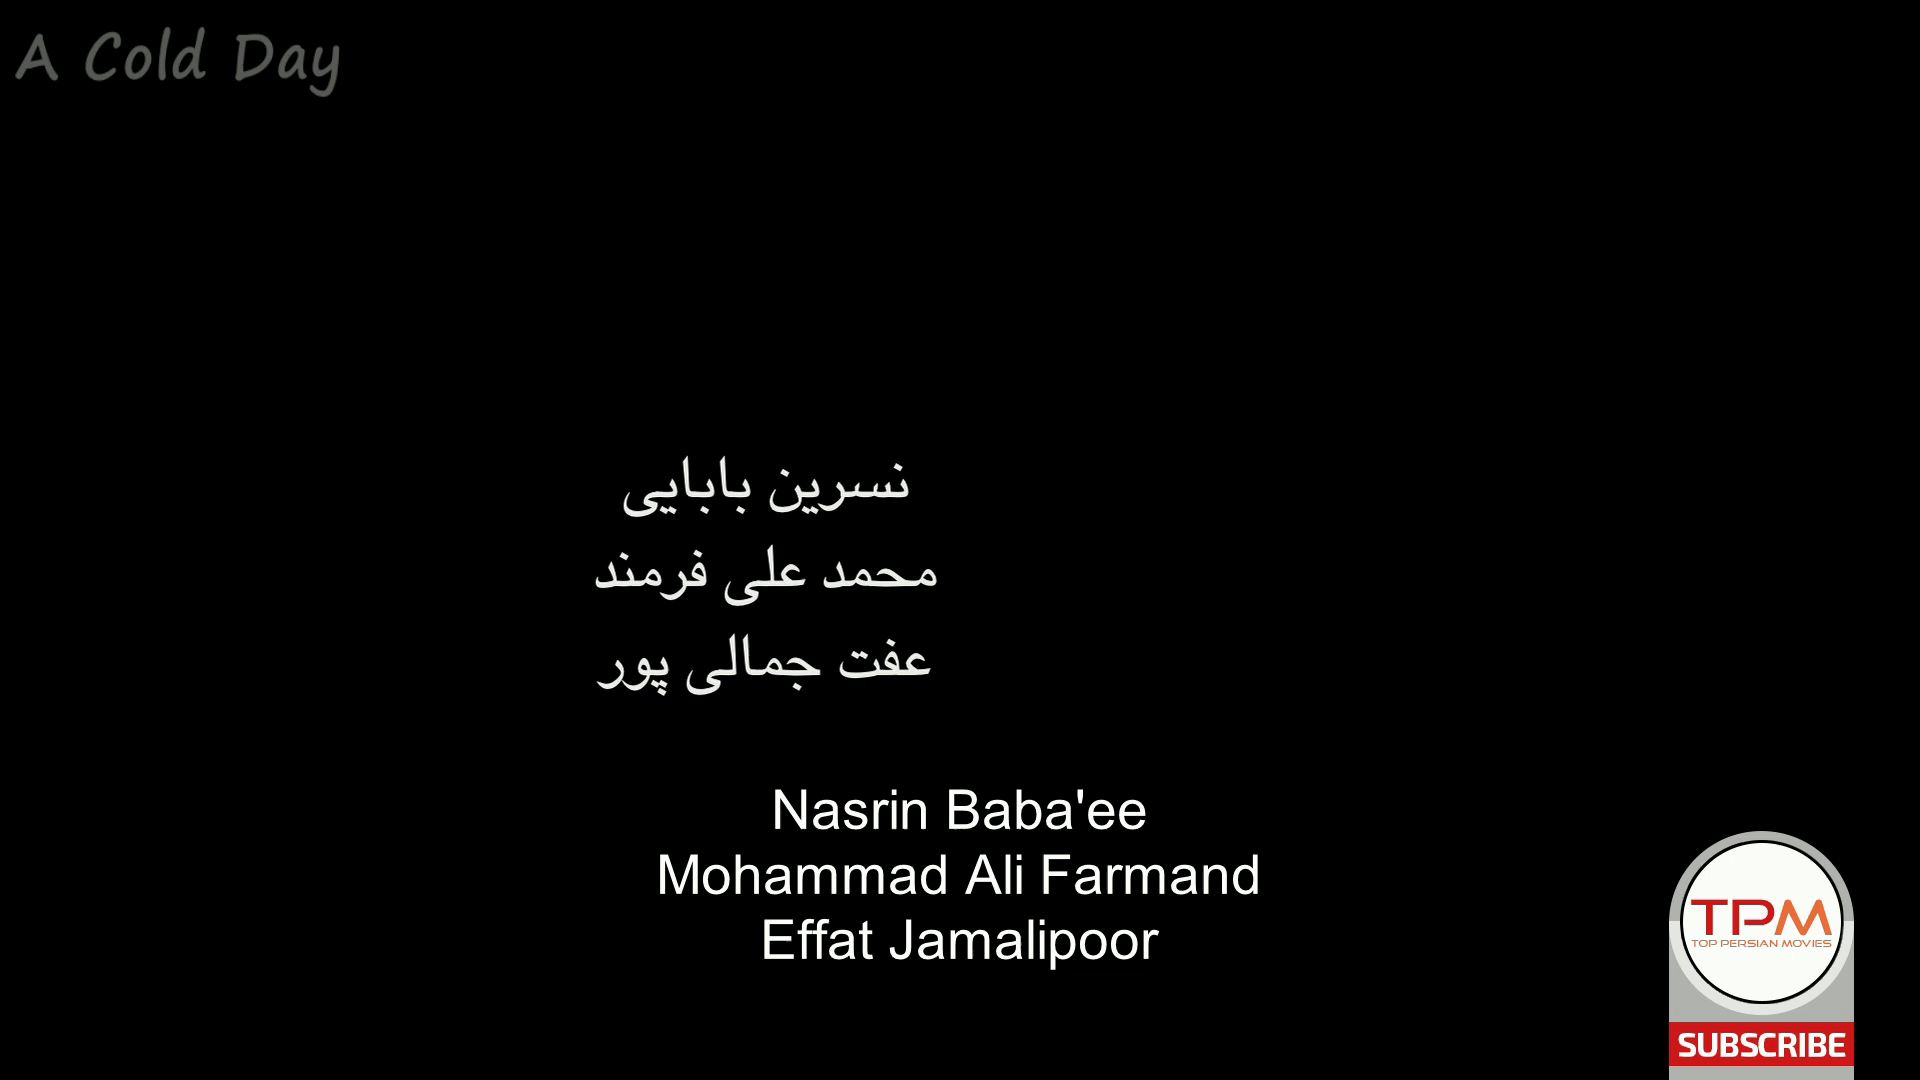 A Cold Day
نسرین بابایی
محمد علی فرمند
عفت جمالی پور
Nasrin Baba'ee
Mohammad Ali Farmand
Effat Jamalipoor
TPM
TOP PERSIAN MOVIES
SUBSCRIBE